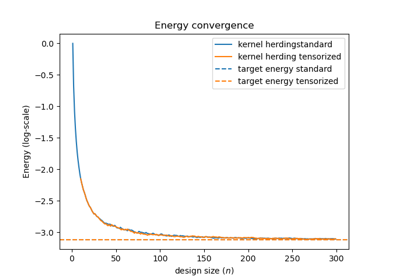 Energy convergence
kernel herdingstandard
kernel herding tensorized
target energy standard
target energy tensorized
Energy (log-scale)
0.0
−0.5
−1.0
−1.5
−2.0
−2.5
−3.0
0 50 100 150 200 250 300
design size (n)